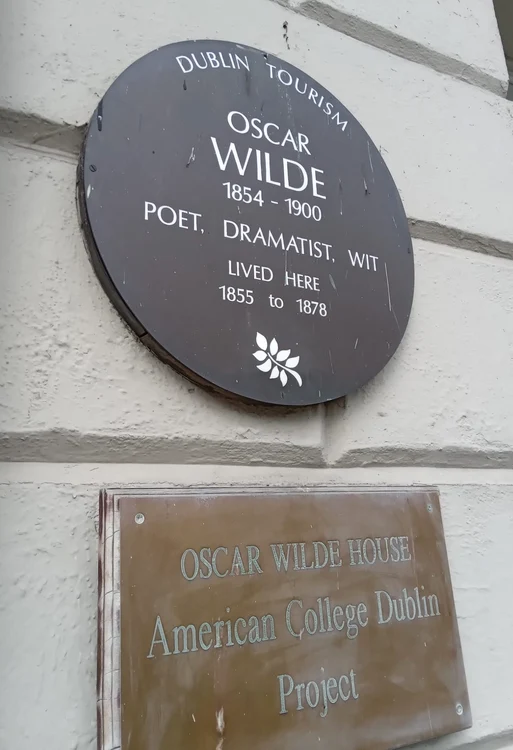 DUBLIN TOURISM
OSCAR
WILDE
1854 - 1900
POET, DRAMATIST, WIT
LIVED HERE
1855 to 1878
OSCAR WILDE HOUSE
American College Dublin
Project